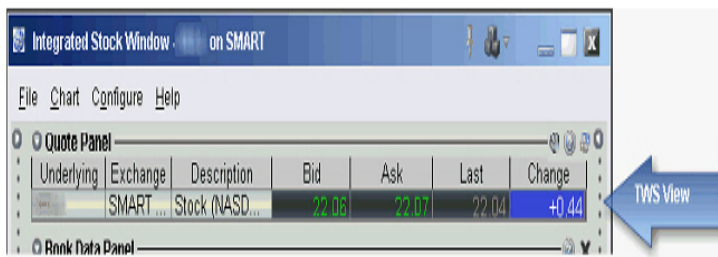 Integrated Stock Window - on SMART
File Chart Configure Help
Quote Panel
Underlying Exchange Description Bid Ask Last Change
SMART ... Stock (NASD... 22.06 22.07 22.04 +0.44
TWS View
Book Data Panel